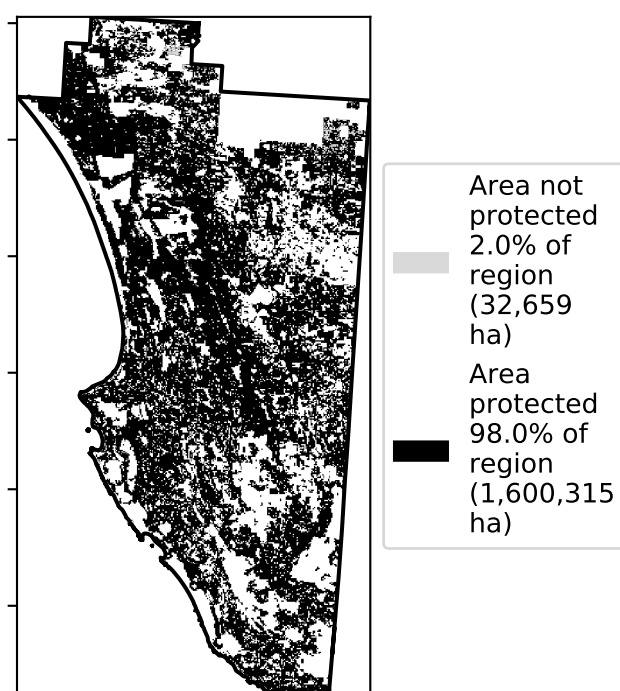 Area not
protected
2.0% of
region
(32,659
ha)
Area
protected
98.0% of
region
(1,600,315
ha)